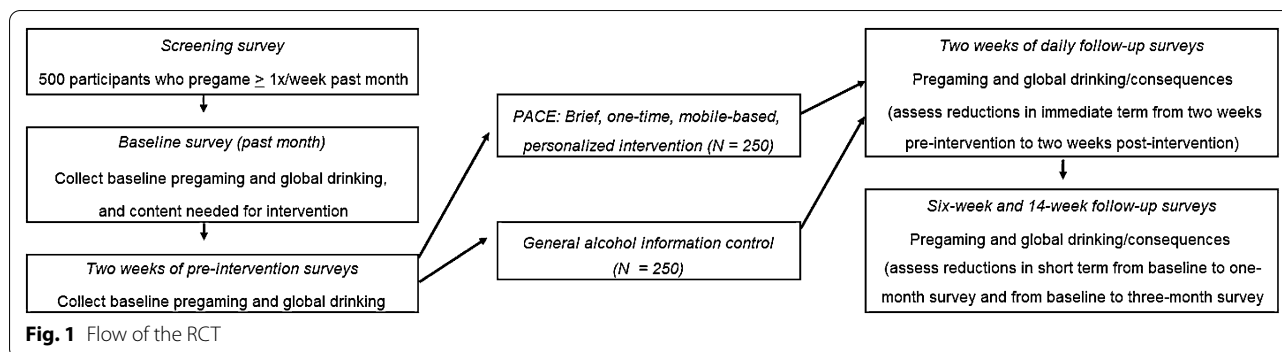 Screening survey
500 participants who pregame ≥ 1x/week past month
Baseline survey (past month)
Collect baseline pregaming and global drinking,
and content needed for intervention
Two weeks of pre-intervention surveys
Collect baseline pregaming and global drinking
PACE: Brief, one-time, mobile-based,
personalized intervention (N = 250)
General alcohol information control
(N = 250)
Two weeks of daily follow-up surveys
Pregaming and global drinking/consequences
(assess reductions in immediate term from two weeks
pre-intervention to two weeks post-intervention)
Six-week and 14-week follow-up surveys
Pregaming and global drinking/consequences
(assess reductions in short term from baseline to one-
month survey and from baseline to three-month survey
Fig. 1 Flow of the RCT